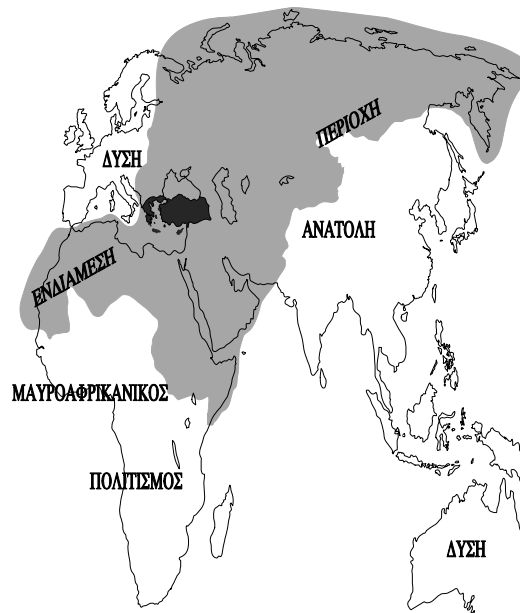 ΠΕΡΙΟΧΗ
ΔΥΣΗ
ΑΝΑΤΟΛΗ
ΕΝΔΙΑΜΕΣΗ
ΜΑΥΡΟΑΦΡΙΚΑΝΙΚΟΣ
ΠΟΛΙΤΙΣΜΟΣ
ΔΥΣΗ